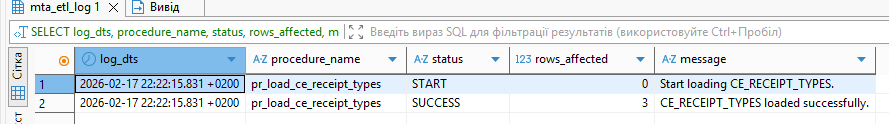 mta_etl_log 1
Вивід
SELECT log_dts, procedure_name, status, rows_affected, m
Введіть вираз SQL для фільтрації результатів (використовуйте Ctrl+Пробіл)
Сітка
log_dts A-Z procedure_name A-Z status 123 rows_affected A-Z message
1 2026-02-17 22:22:15.831 +0200 pr_load_ce_receipt_types START 0 Start loading CE_RECEIPT_TYPES.
2 2026-02-17 22:22:15.831 +0200 pr_load_ce_receipt_types SUCCESS 3 CE_RECEIPT_TYPES loaded successfully.